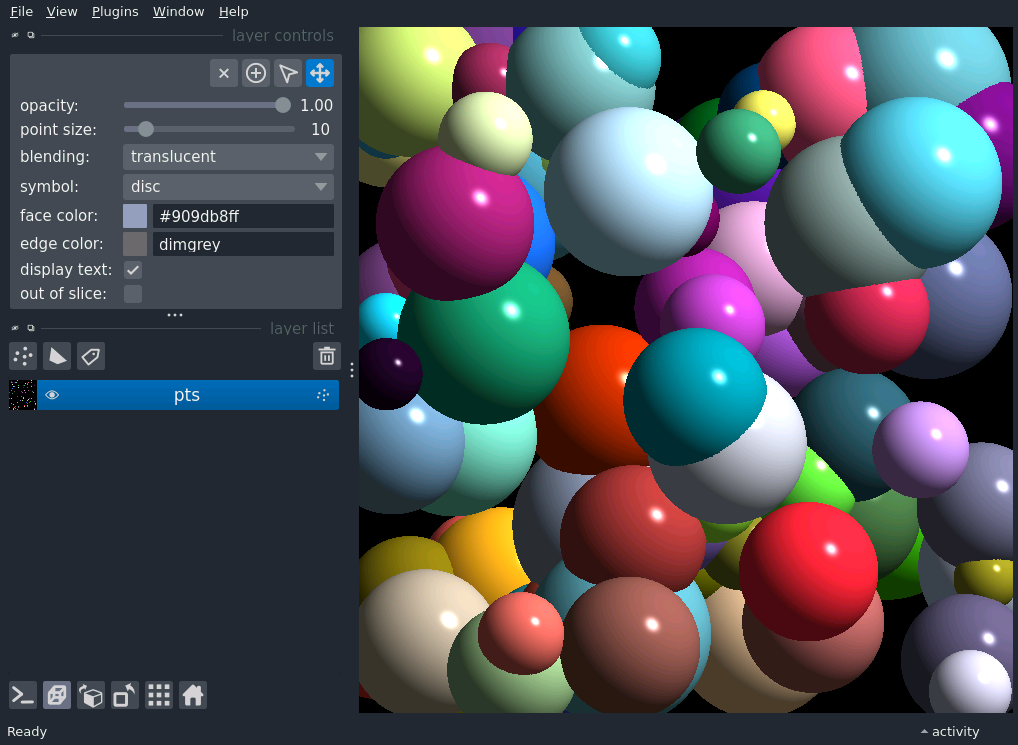 File View Plugins Window Help
layer controls
opacity: 1.00
point size: 10
blending: translucent
symbol: disc
face color: #909db8ff
edge color: dimgrey
display text:
out of slice:
layer list
pts
Ready activity